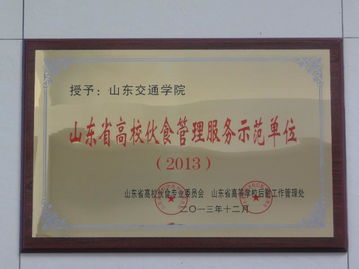 授予：山东交通学院
山东省高校伙食管理服务示范单位
（2013）
山东省高校伙食专业委员会 山东省高等学校后勤工作管理处
二〇一三年十二月